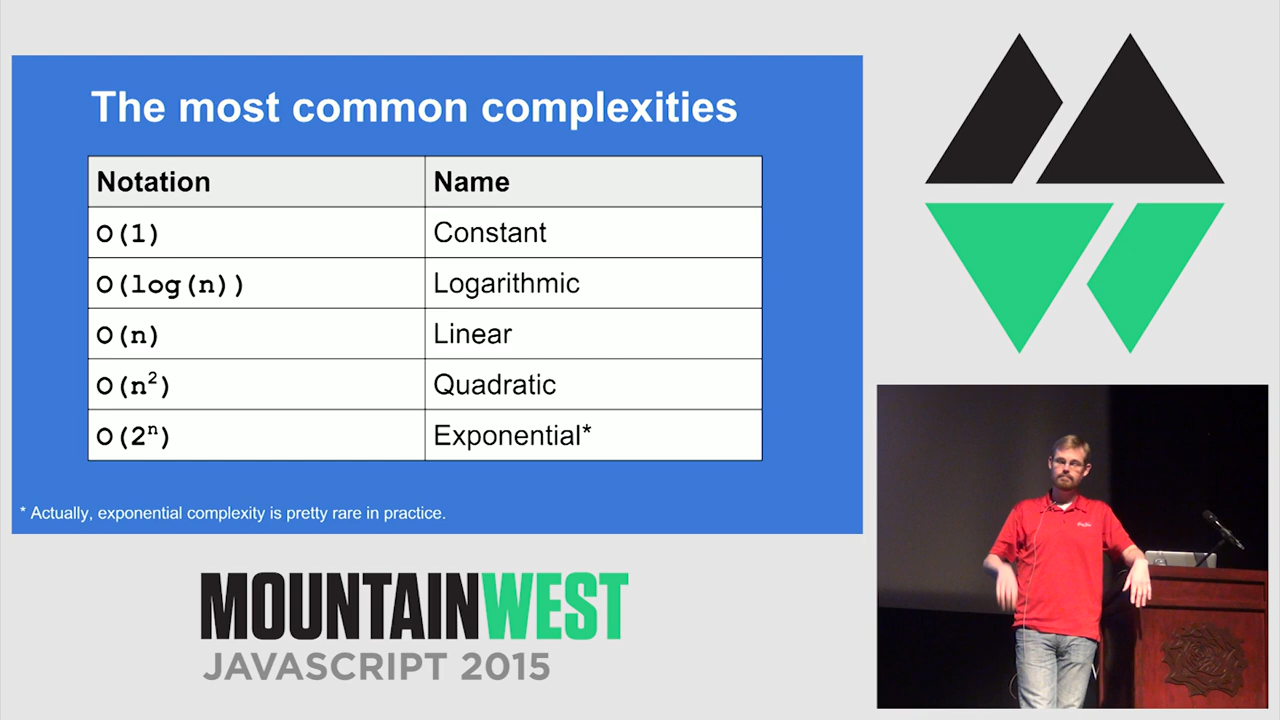 The most common complexities
Notation Name
O(1) Constant
O(log(n)) Logarithmic
O(n) Linear
O(n²) Quadratic
O(2ⁿ) Exponential*
* Actually, exponential complexity is pretty rare in practice.
MOUNTAINWEST
JAVASCRIPT 2015